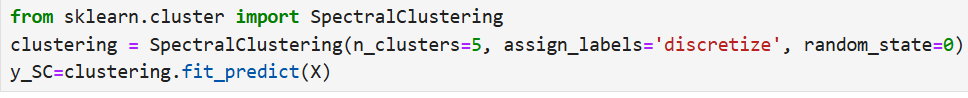 from sklearn.cluster import SpectralClustering
clustering = SpectralClustering(n_clusters=5, assign_labels='discretize', random_state=0)
y_SC=clustering.fit_predict(X)